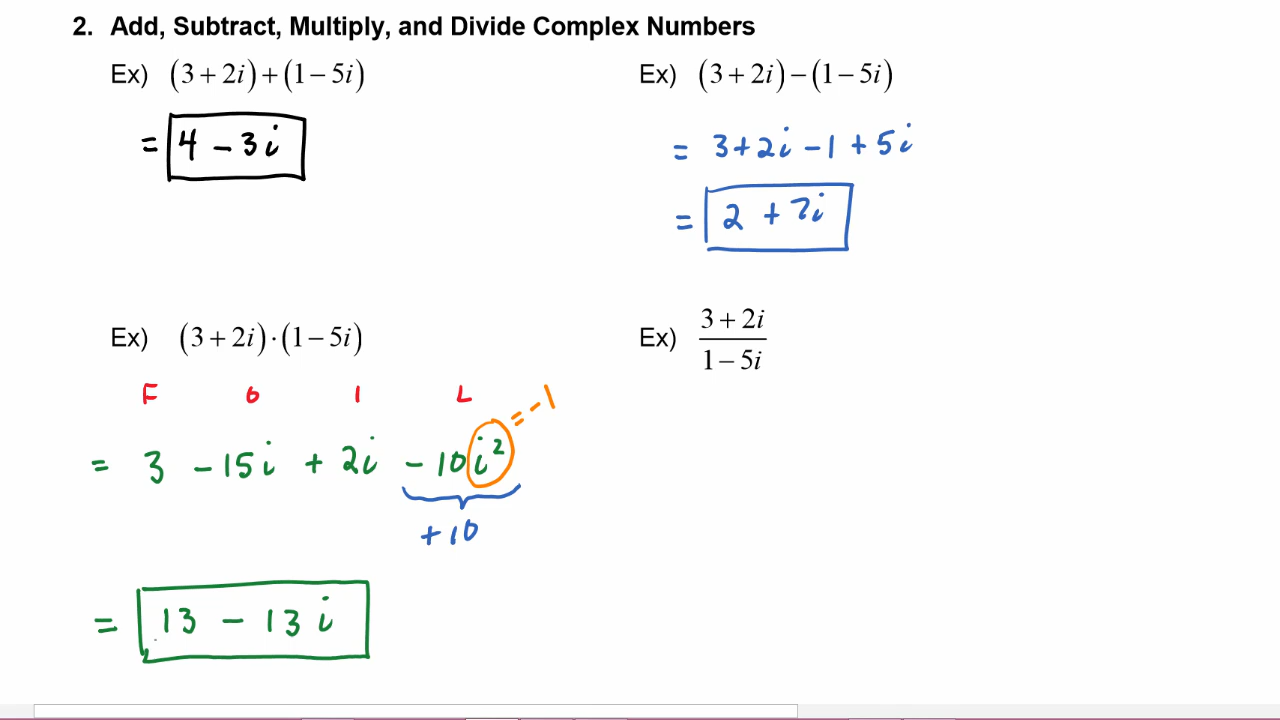 2. Add, Subtract, Multiply, and Divide Complex Numbers
Ex) (3 + 2i) + (1 − 5i)
= 4 − 3i
Ex) (3 + 2i) − (1 − 5i)
= 3 + 2i − 1 + 5i
= 2 + 7i
Ex) (3 + 2i) · (1 − 5i)
F O I L
= −1
= 3 − 15i + 2i − 10i²
+10
= 13 − 13i
Ex) 3 + 2i
1 − 5i